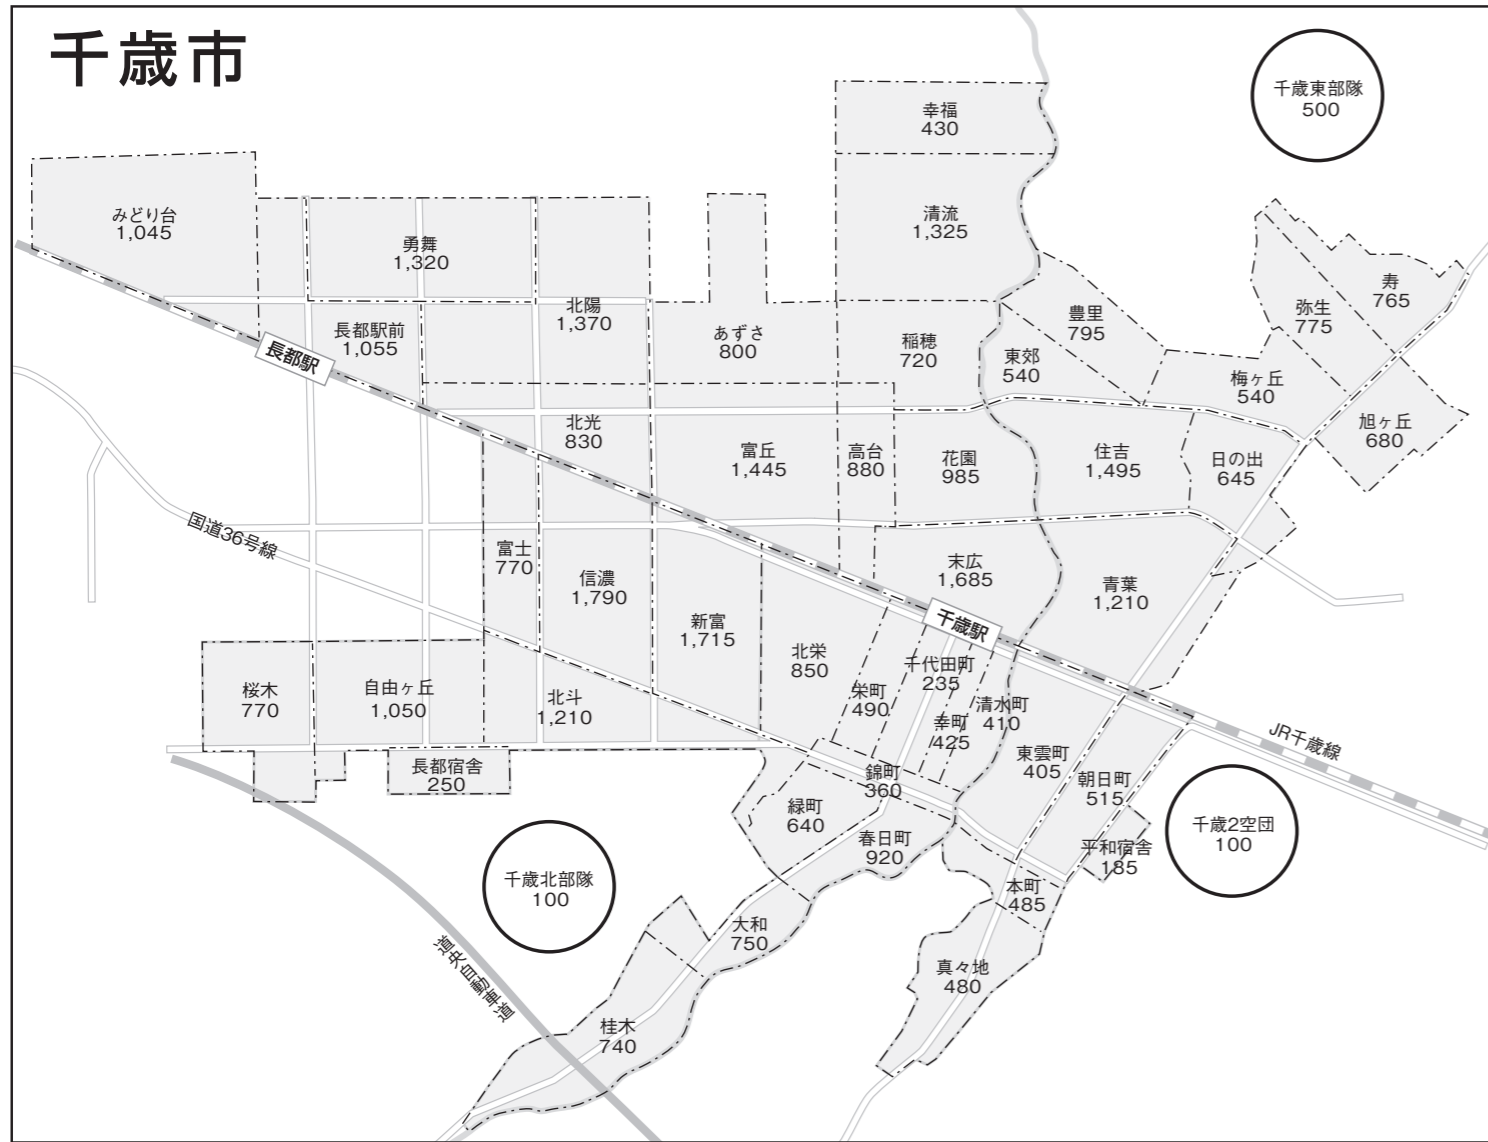 千歳市
千歳東部隊
500
幸福
430
みどり台
1,045
勇舞
1,320
清流
1,325
北陽
1,370
長都駅前
1,055
長都駅
あずさ
800
稲穂
720
東郊
540
豊里
795
弥生
775
寿
765
梅ヶ丘
540
旭ヶ丘
680
北光
830
富丘
1,445
高台
880
花園
985
住吉
1,495
日の出
645
国道36号線
富士
770
信濃
1,790
新富
1,715
末広
1,685
青葉
1,210
千歳駅
北栄
850
栄町
490
千代田町
235
幸町
425
清水町
410
桜木
770
自由ヶ丘
1,050
北斗
1,210
長都宿舎
250
東雲町
405
朝日町
515
JR千歳線
錦町
360
緑町
640
春日町
920
平和宿舎
185
千歳2空団
100
千歳北部隊
100
本町
485
大和
750
真々地
480
道央自動車道
桂木
740